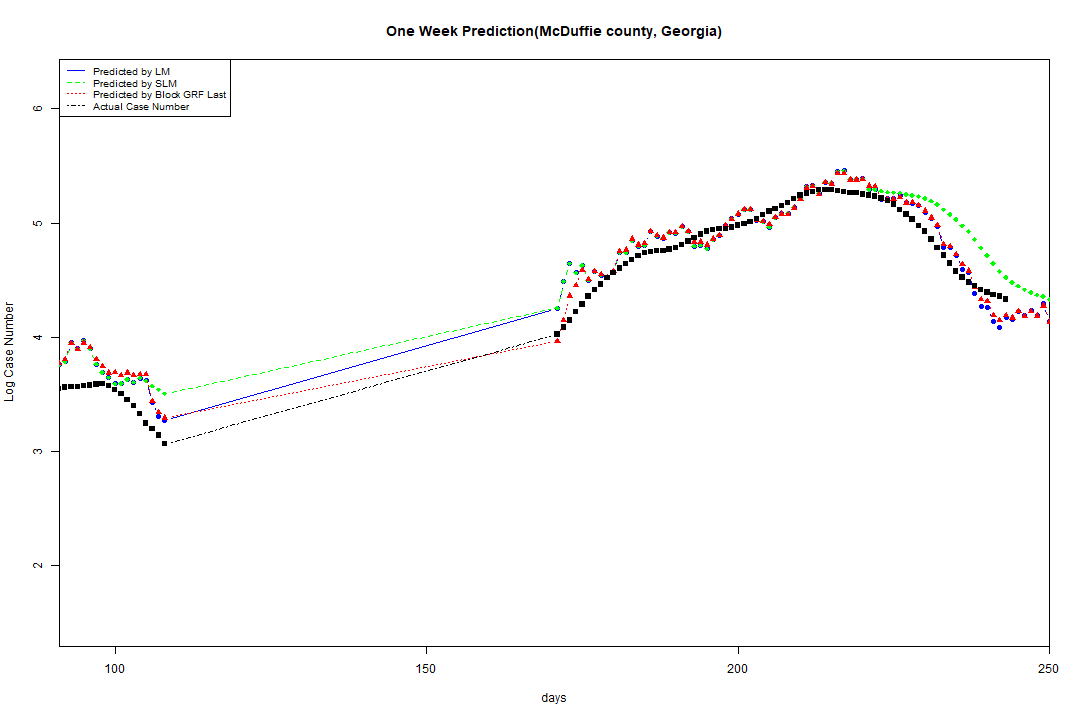 One Week Prediction(McDuffie county, Georgia)
Predicted by LM
Predicted by SLM
Predicted by Block GRF Last
Actual Case Number
Log Case Number
6
5
4
3
2
100 150 200 250
days